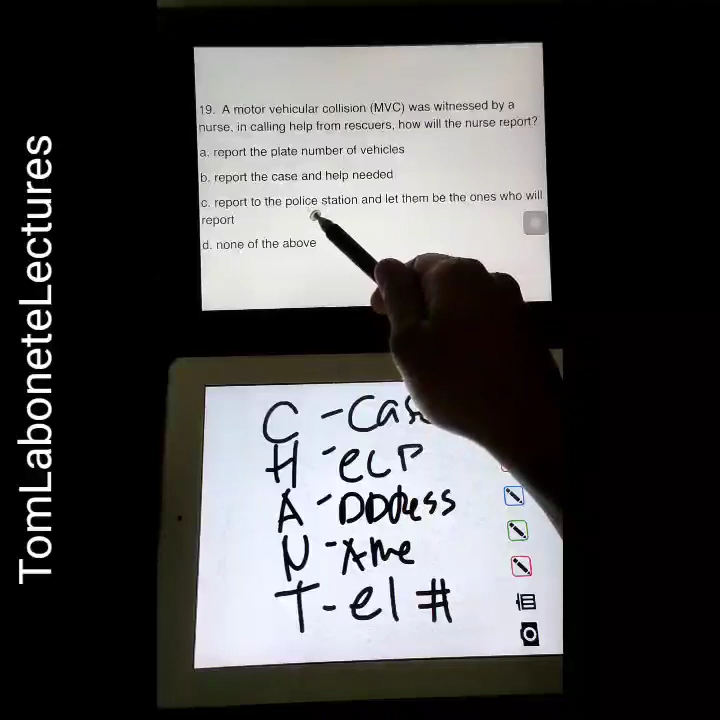 TomLaboneteLectures
19. A motor vehicular collision (MVC) was witnessed by a
nurse, in calling help from rescuers, how will the nurse report?
a. report the plate number of vehicles
b. report the case and help needed
c. report to the police station and let them be the ones who will
report
d. none of the above
C - Cas
H - eLP
A - DDress
N - Ame
T - el #